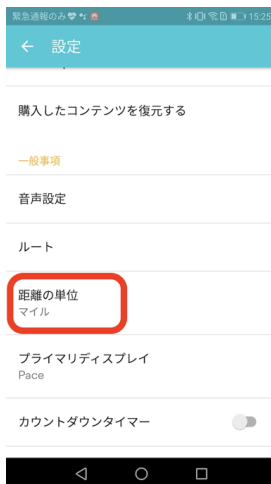 緊急通報のみ 15:25
← 設定
購入したコンテンツを復元する
一般事項
音声設定
ルート
距離の単位
マイル
プライマリディスプレイ
Pace
カウントダウンタイマー